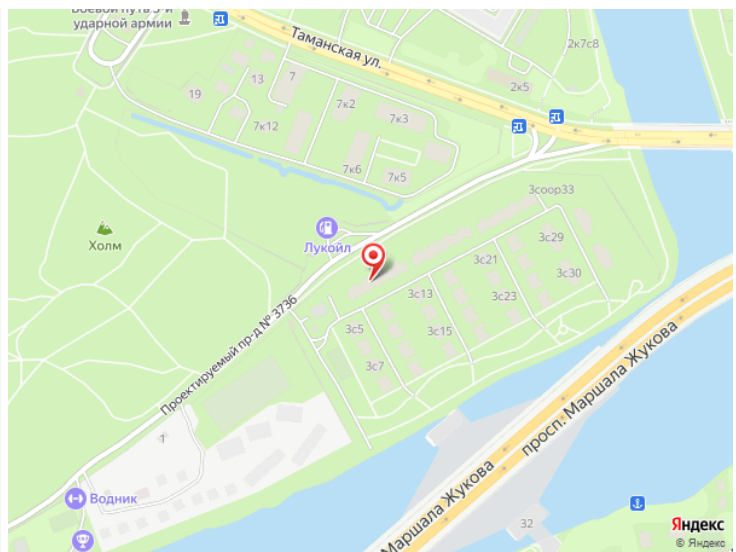 Боевой пути 5-й
ударной армии
Таманская ул.
2к7с8
2к5
19
13
7
7к2
7к3
7к12
7к6
7к5
3соор33
Холм
Лукойл
3с29
3с21
3с30
3с13
3с23
3с5
3с15
3с7
Проектируемый пр-д № 3736
просп. Маршала Жукова
1
Водник
Маршала Жукова
32
Яндекс
© Яндекс